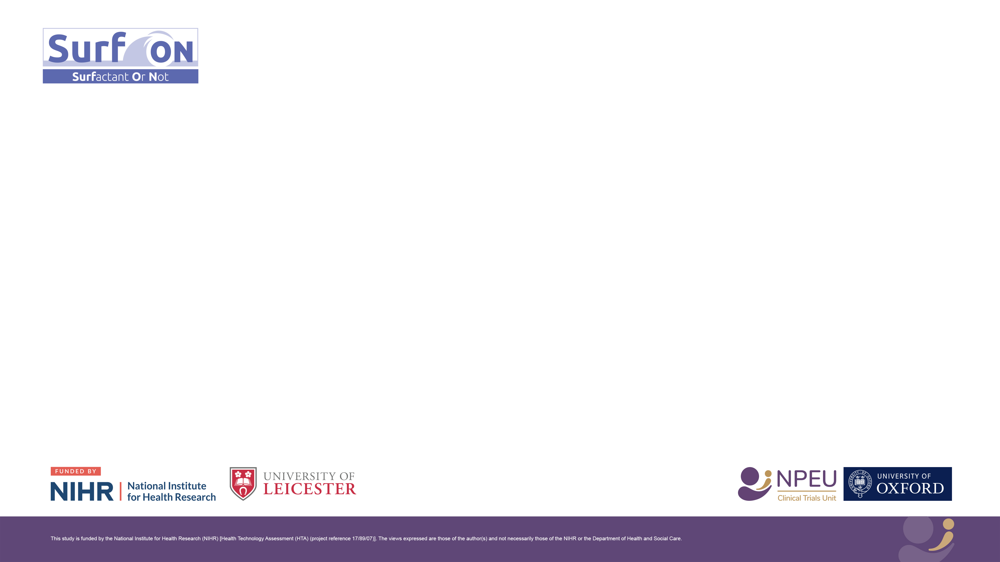 Surf ON
Surfactant Or Not
FUNDED BY
NIHR | National Institute
for Health Research
UNIVERSITY OF
LEICESTER
NPEU
Clinical Trials Unit
UNIVERSITY OF
OXFORD
This study is funded by the National Institute for Health Research (NIHR) [Health Technology Assessment (HTA) (project reference 17/89/07)]. The views expressed are those of the author(s) and not necessarily those of the NIHR or the Department of Health and Social Care.